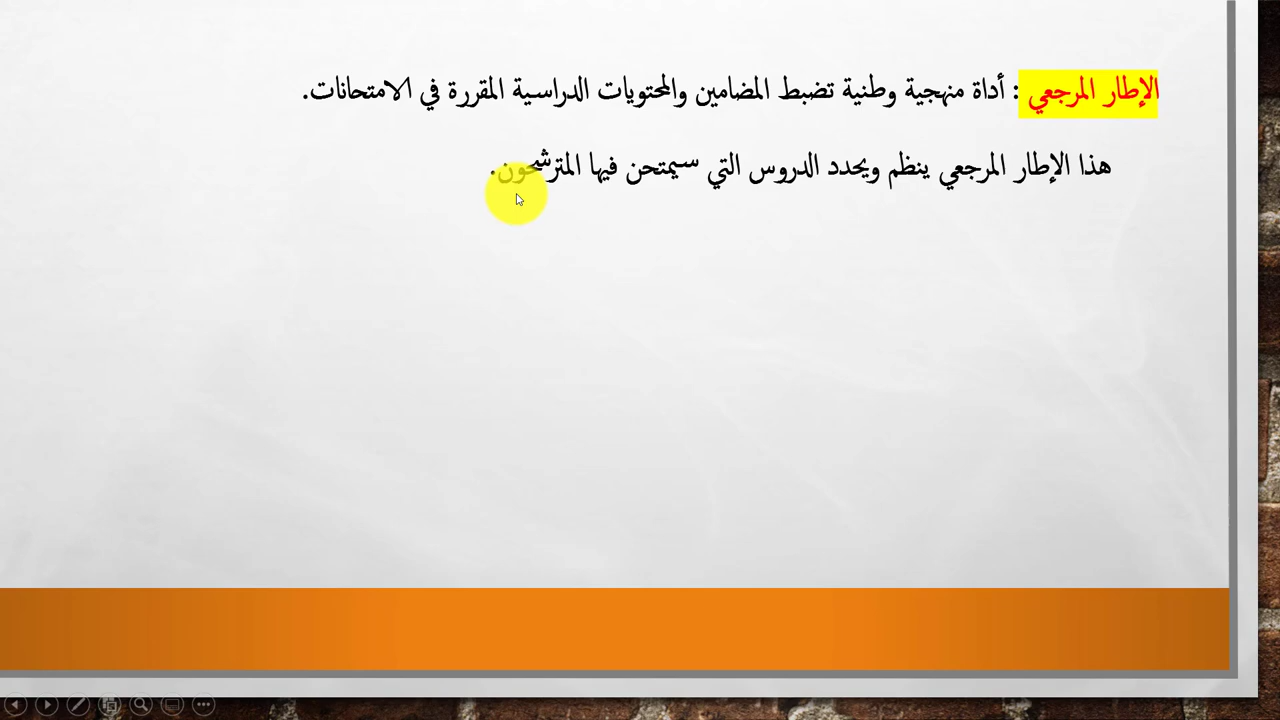 الإطار المرجعي : أداة منهجية وطنية تضبط المضامين والمحتويات الدراسية المقررة في الامتحانات.
هذا الإطار المرجعي ينظم ويحدد الدروس التي سيمتحن فيها المترشحون.